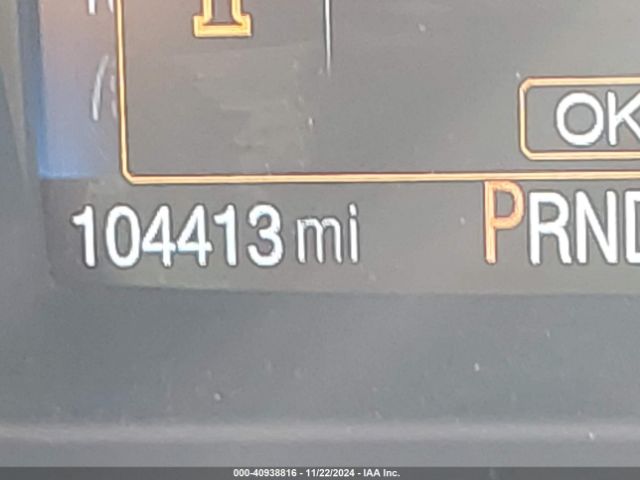 OK
104413 mi PRND
000-40938816 - 11/22/2024 - IAA Inc.